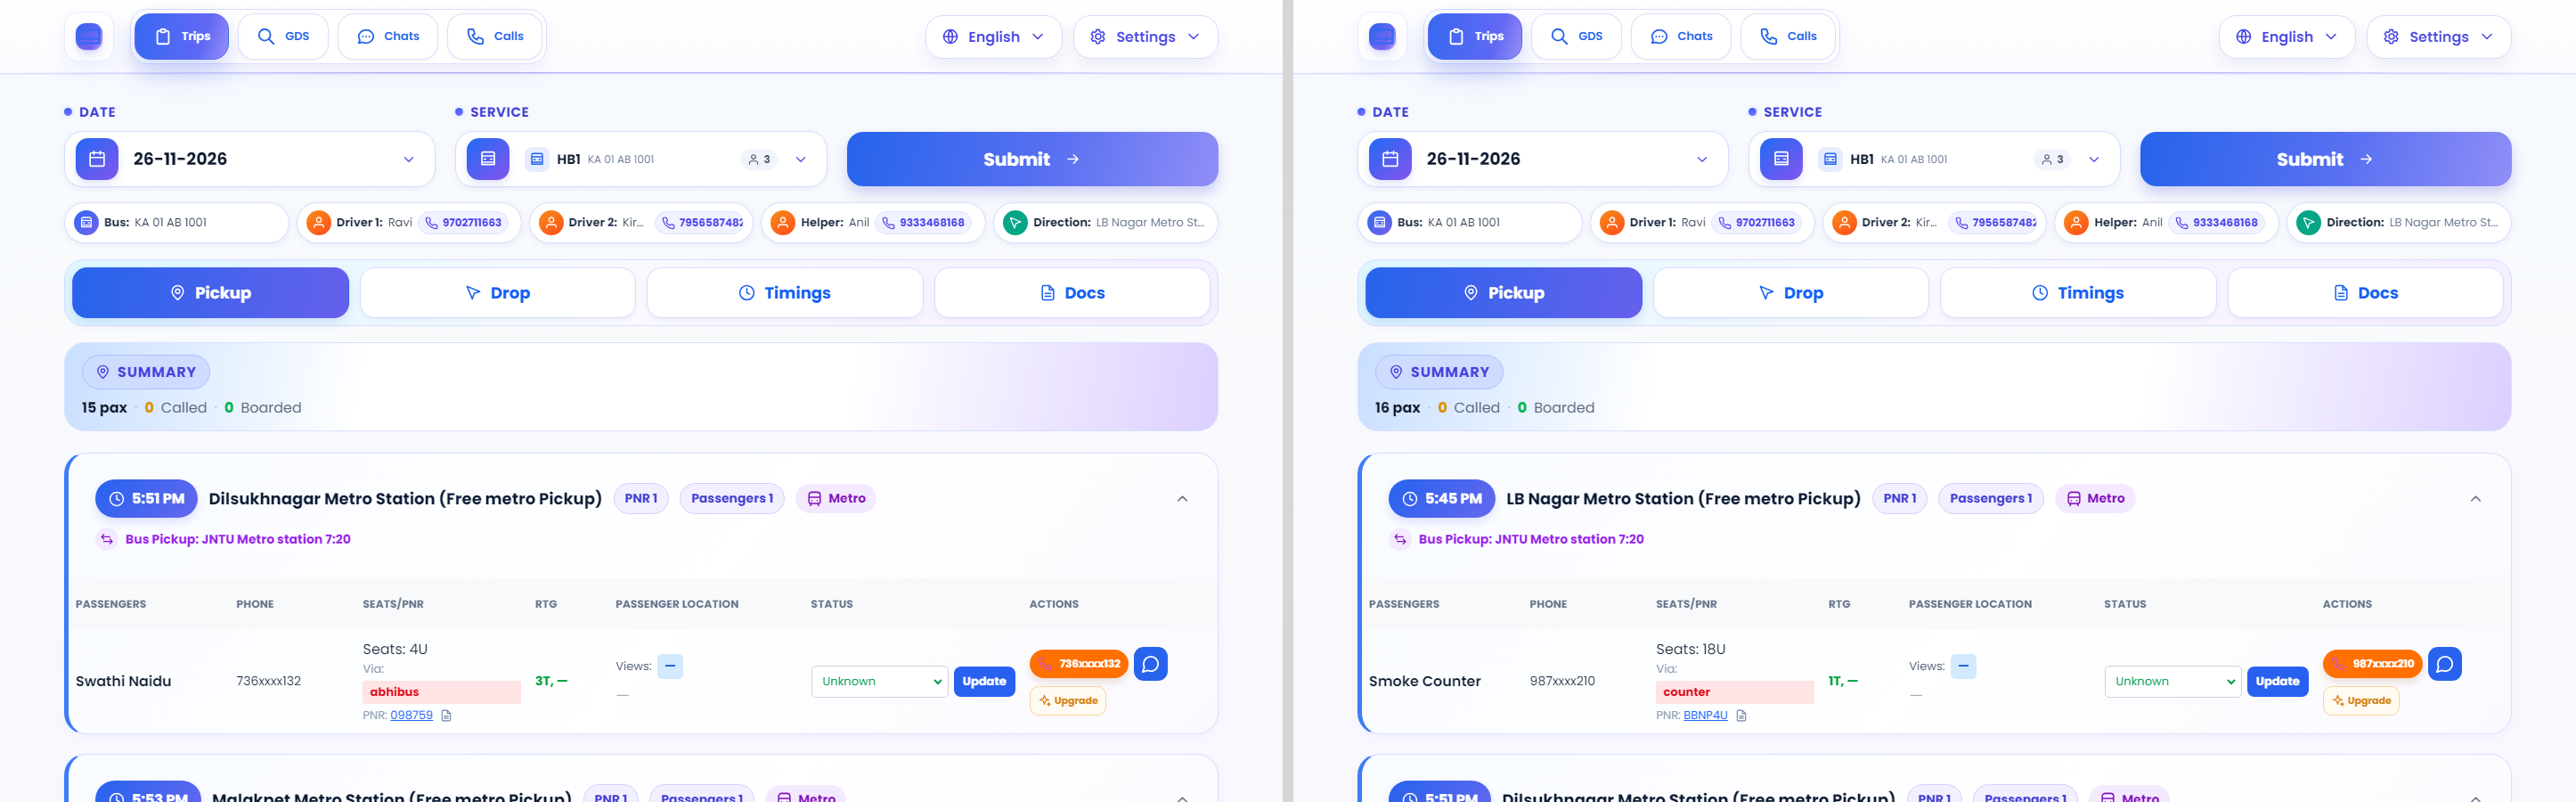 Trips GDS Chats Calls English Settings
DATE SERVICE
26-11-2026 HB1 KA 01 AB 1001 3 Submit
Bus: KA 01 AB 1001 Driver 1: Ravi 9702711663 Driver 2: Kir... 7956587482 Helper: Anil 9333468168 Direction: LB Nagar Metro St...
Pickup Drop Timings Docs
SUMMARY
15 pax · 0 Called · 0 Boarded
5:51 PM Dilsukhnagar Metro Station (Free metro Pickup) PNR 1 Passengers 1 Metro
Bus Pickup: JNTU Metro station 7:20
PASSENGERS PHONE SEATS/PNR RTG PASSENGER LOCATION STATUS ACTIONS
Swathi Naidu 736xxxx132 Seats: 4U
Via:
abhibus
PNR: 098759
3T, —
Views: —
—
Unknown Update
736xxxx132
Upgrade
5:53 PM Malakpet Metro Station (Free metro Pickup) PNR 1 Passengers 1 Metro
Trips GDS Chats Calls English Settings
DATE SERVICE
26-11-2026 HB1 KA 01 AB 1001 3 Submit
Bus: KA 01 AB 1001 Driver 1: Ravi 9702711663 Driver 2: Kir... 7956587482 Helper: Anil 9333468168 Direction: LB Nagar Metro St...
Pickup Drop Timings Docs
SUMMARY
16 pax · 0 Called · 0 Boarded
5:45 PM LB Nagar Metro Station (Free metro Pickup) PNR 1 Passengers 1 Metro
Bus Pickup: JNTU Metro station 7:20
PASSENGERS PHONE SEATS/PNR RTG PASSENGER LOCATION STATUS ACTIONS
Smoke Counter 987xxxx210 Seats: 18U
Via:
counter
PNR: BBNP4U
1T, —
Views: —
—
Unknown Update
987xxxx210
Upgrade
5:51 PM Dilsukhnagar Metro Station (Free metro Pickup) PNR 1 Passengers 1 Metro